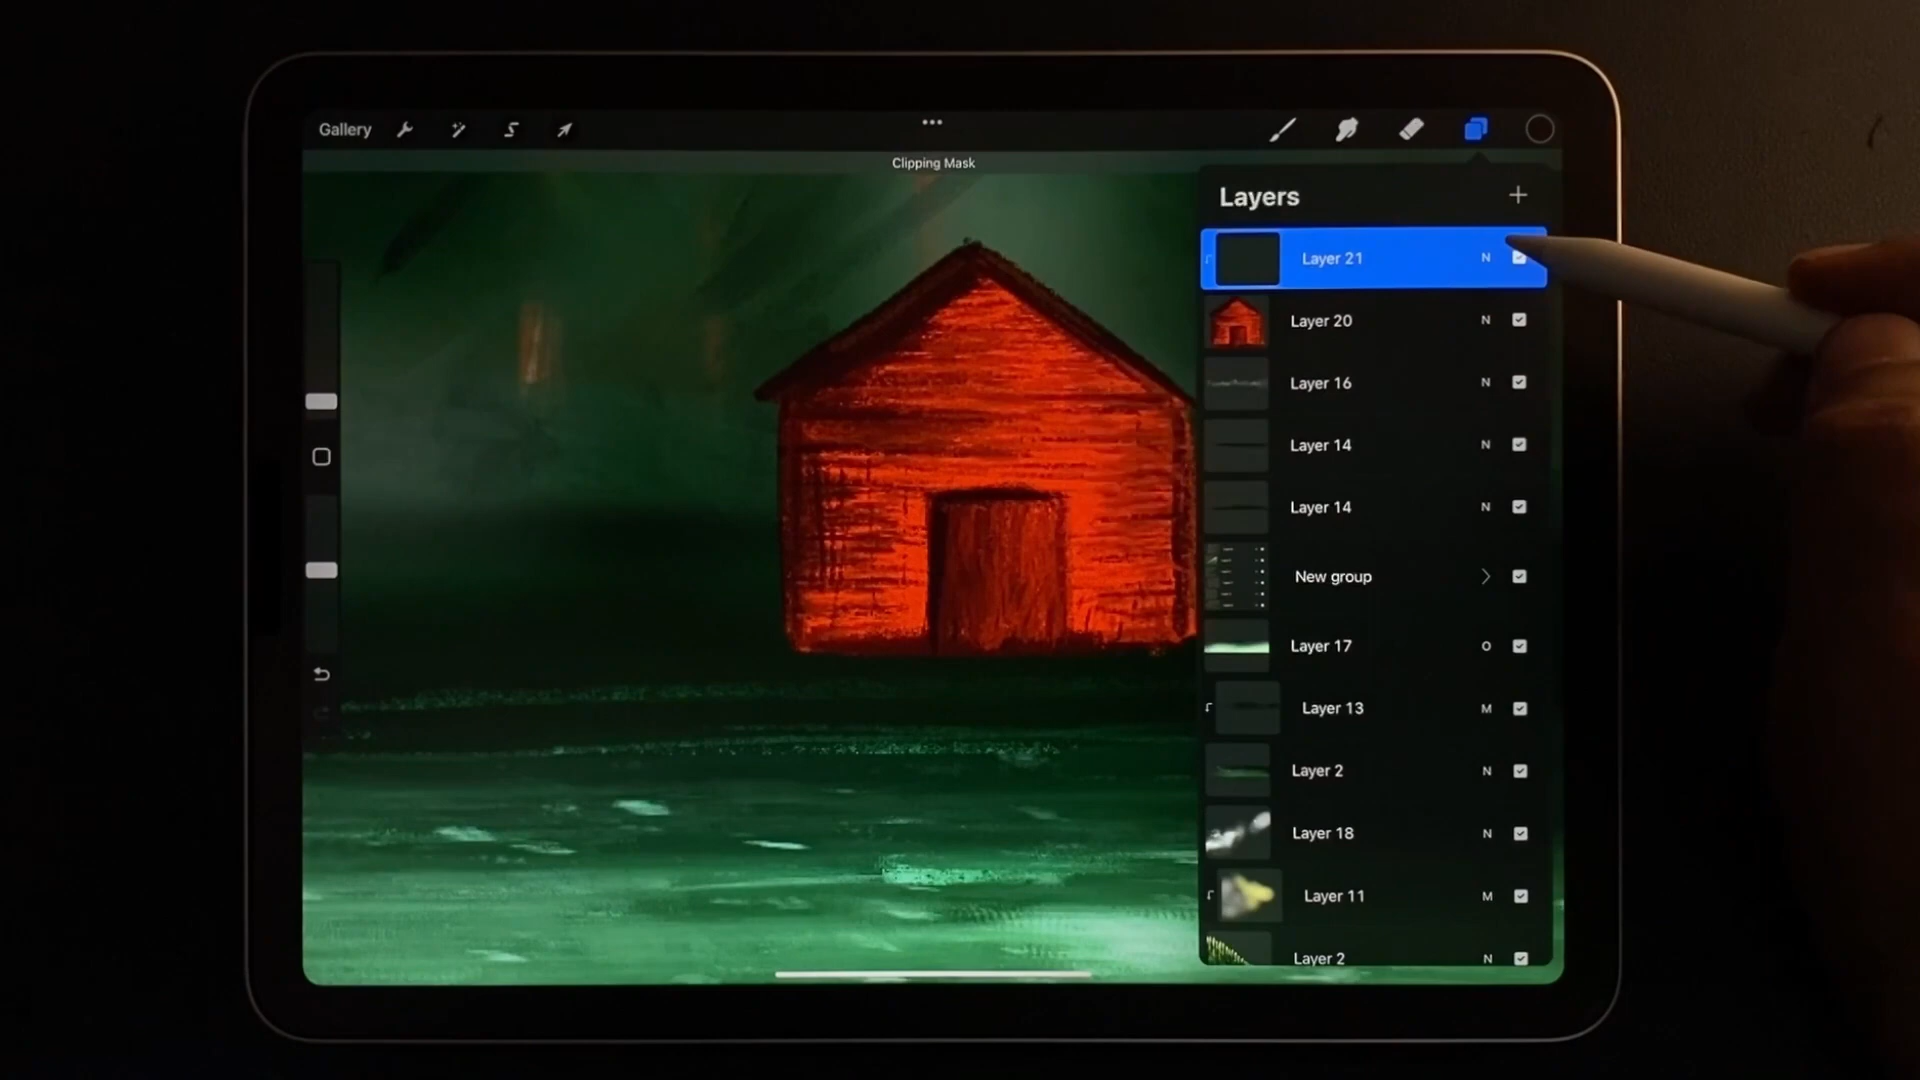 Gallery
Clipping Mask
Layers
Layer 21 N
Layer 20 N
Layer 16 N
Layer 14 N
Layer 14 N
New group
Layer 17 O
Layer 13 M
Layer 2 N
Layer 18 N
Layer 11 M
Layer 2 N